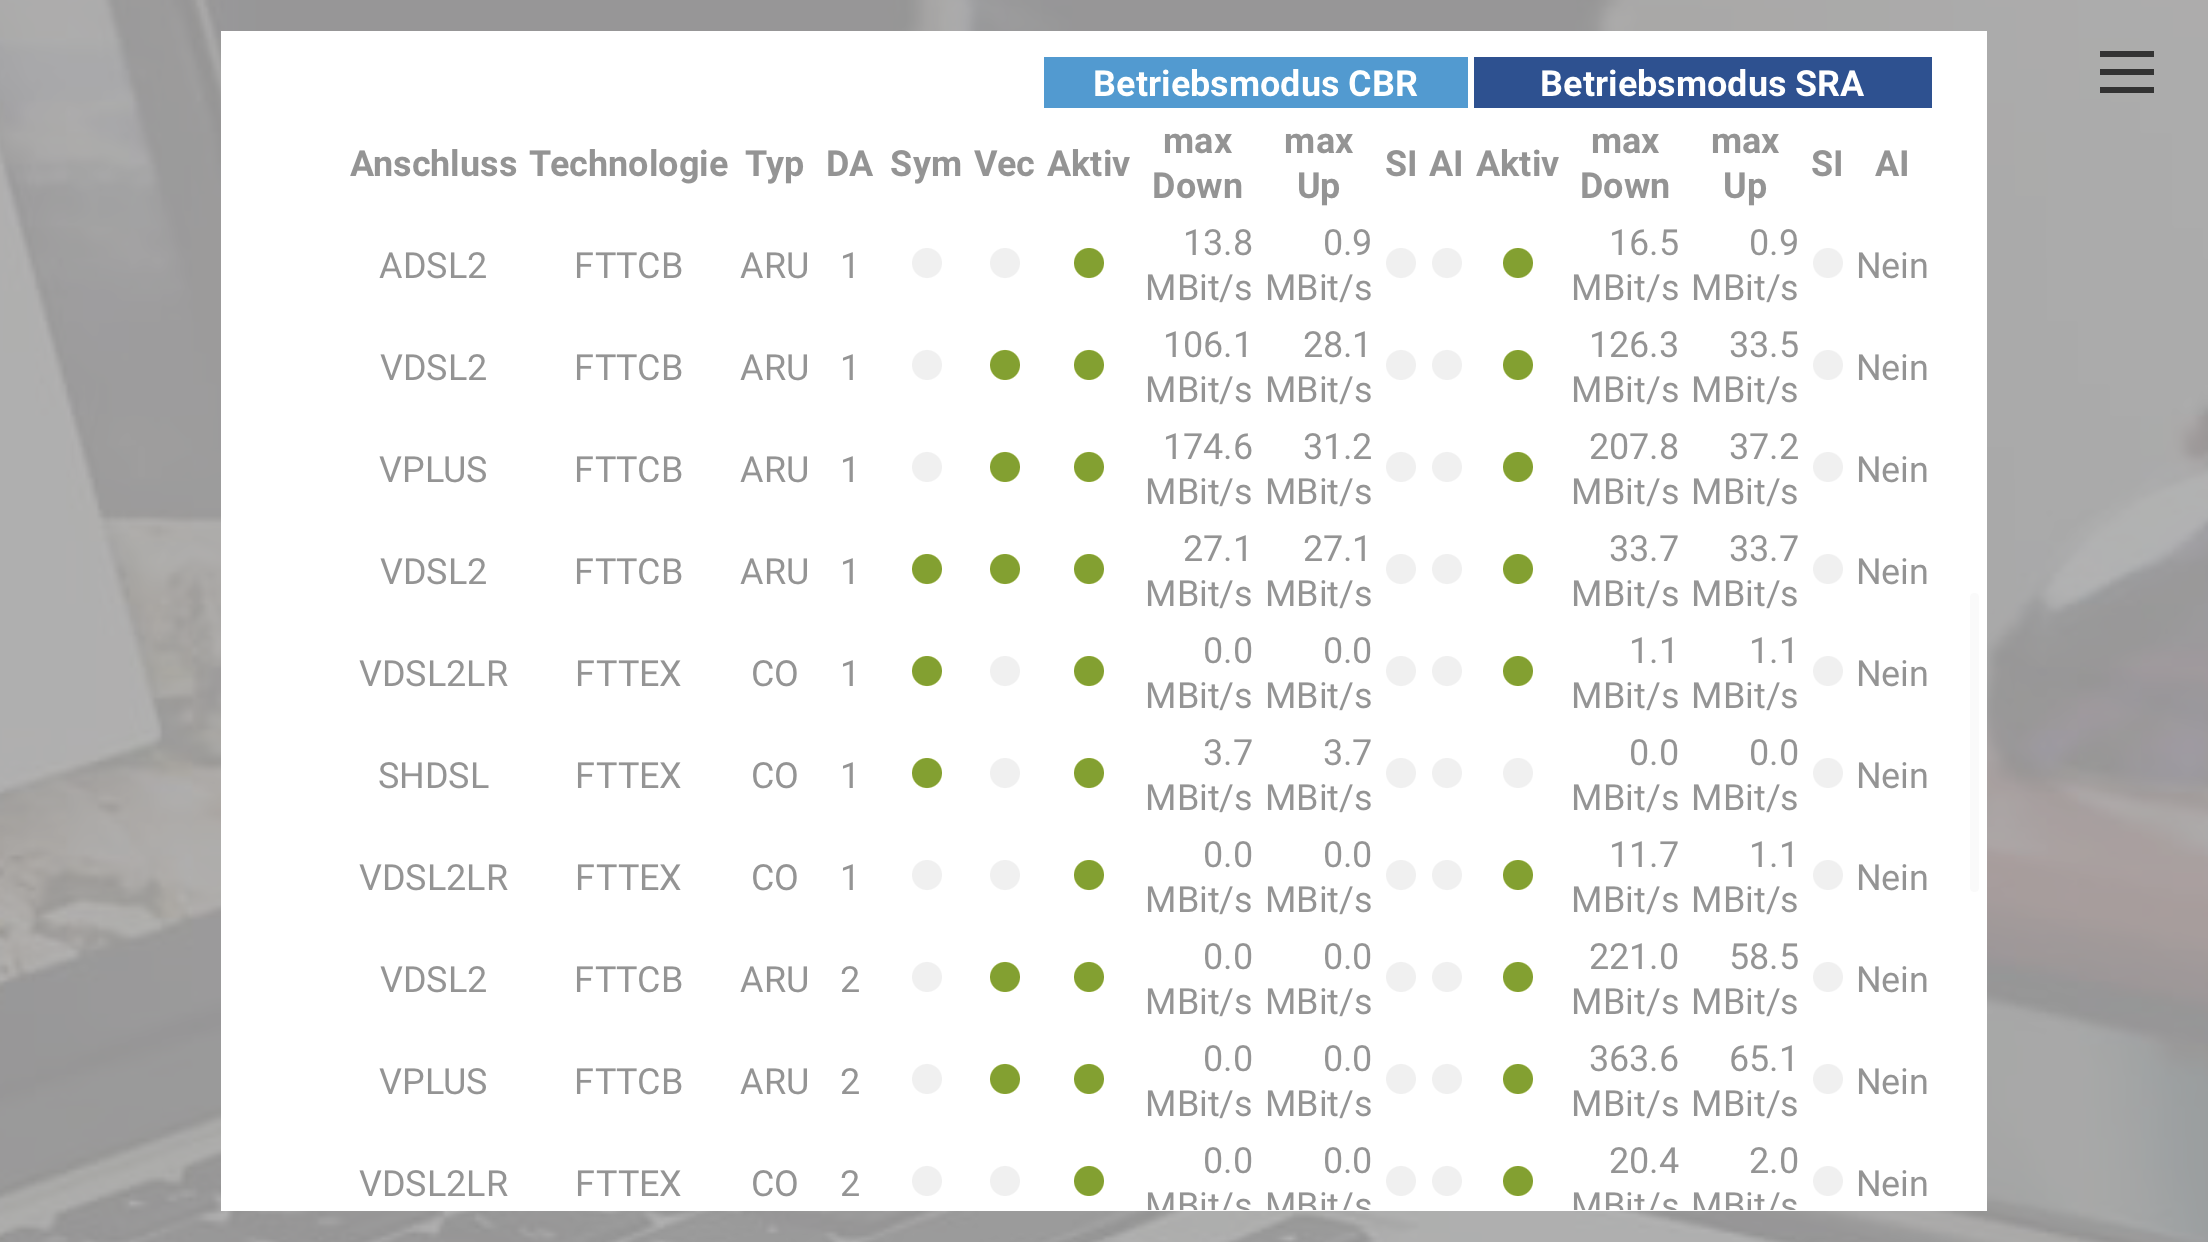 Betriebsmodus CBR Betriebsmodus SRA
Anschluss Technologie Typ DA Sym Vec Aktiv max Down max Up SI AI Aktiv max Down max Up SI AI
ADSL2 FTTCB ARU 1 13.8 MBit/s 0.9 MBit/s 16.5 MBit/s 0.9 MBit/s Nein
VDSL2 FTTCB ARU 1 106.1 MBit/s 28.1 MBit/s 126.3 MBit/s 33.5 MBit/s Nein
VPLUS FTTCB ARU 1 174.6 MBit/s 31.2 MBit/s 207.8 MBit/s 37.2 MBit/s Nein
VDSL2 FTTCB ARU 1 27.1 MBit/s 27.1 MBit/s 33.7 MBit/s 33.7 MBit/s Nein
VDSL2LR FTTEX CO 1 0.0 MBit/s 0.0 MBit/s 1.1 MBit/s 1.1 MBit/s Nein
SHDSL FTTEX CO 1 3.7 MBit/s 3.7 MBit/s 0.0 MBit/s 0.0 MBit/s Nein
VDSL2LR FTTEX CO 1 0.0 MBit/s 0.0 MBit/s 11.7 MBit/s 1.1 MBit/s Nein
VDSL2 FTTCB ARU 2 0.0 MBit/s 0.0 MBit/s 221.0 MBit/s 58.5 MBit/s Nein
VPLUS FTTCB ARU 2 0.0 MBit/s 0.0 MBit/s 363.6 MBit/s 65.1 MBit/s Nein
VDSL2LR FTTEX CO 2 0.0 MBit/s 0.0 MBit/s 20.4 MBit/s 2.0 MBit/s Nein